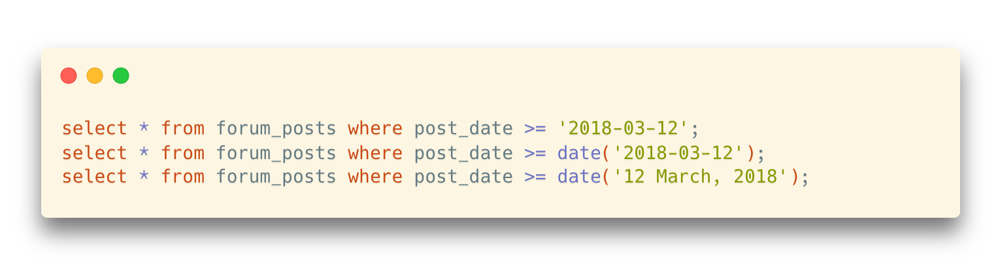 select * from forum_posts where post_date >= '2018-03-12';
select * from forum_posts where post_date >= date('2018-03-12');
select * from forum_posts where post_date >= date('12 March, 2018');